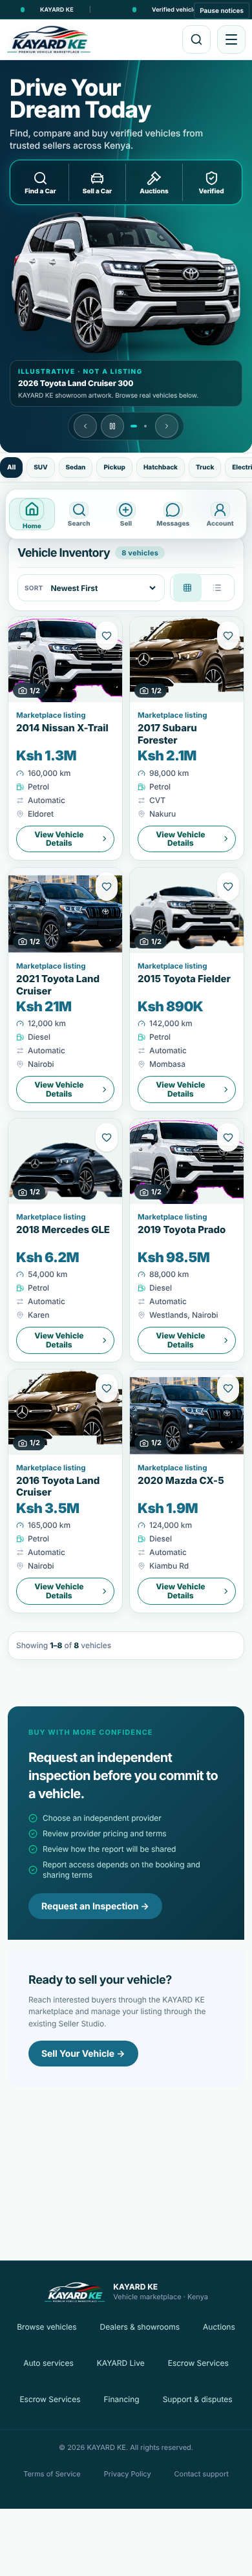 KAYARD KE
Verified vehicl
Pause notices
KAYARD KE
Drive Your
Dream Today
Find, compare and buy verified vehicles from
trusted sellers across Kenya.
Find a Car
Sell a Car
Auctions
Verified
ILLUSTRATIVE · NOT A LISTING
2026 Toyota Land Cruiser 300
KAYARD KE showroom artwork. Browse real vehicles below.
All
SUV
Sedan
Pickup
Hatchback
Truck
Electri
Home
Search
Sell
Messages
Account
Vehicle Inventory
8 vehicles
SORT
Newest First
1/2
Marketplace listing
2014 Nissan X-Trail
Ksh 1.3M
160,000 km
Petrol
Automatic
Eldoret
View Vehicle
Details
1/2
Marketplace listing
2017 Subaru
Forester
Ksh 2.1M
98,000 km
Petrol
CVT
Nakuru
View Vehicle
Details
1/2
Marketplace listing
2021 Toyota Land
Cruiser
Ksh 21M
12,000 km
Diesel
Automatic
Nairobi
View Vehicle
Details
1/2
Marketplace listing
2015 Toyota Fielder
Ksh 890K
142,000 km
Petrol
Automatic
Mombasa
View Vehicle
Details
1/2
Marketplace listing
2018 Mercedes GLE
Ksh 6.2M
54,000 km
Petrol
Automatic
Karen
View Vehicle
Details
1/2
Marketplace listing
2019 Toyota Prado
Ksh 98.5M
88,000 km
Diesel
Automatic
Westlands, Nairobi
View Vehicle
Details
1/2
Marketplace listing
2016 Toyota Land
Cruiser
Ksh 3.5M
165,000 km
Petrol
Automatic
Nairobi
View Vehicle
Details
1/2
Marketplace listing
2020 Mazda CX-5
Ksh 1.9M
124,000 km
Diesel
Automatic
Kiambu Rd
View Vehicle
Details
Showing 1–8 of 8 vehicles
BUY WITH MORE CONFIDENCE
Request an independent
inspection before you commit to
a vehicle.
Choose an independent provider
Review provider pricing and terms
Review how the report will be shared
Report access depends on the booking and
sharing terms
Request an Inspection →
Ready to sell your vehicle?
Reach interested buyers through the KAYARD KE
marketplace and manage your listing through the
existing Seller Studio.
Sell Your Vehicle →
KAYARD KE
KAYARD KE
Vehicle marketplace · Kenya
Browse vehicles
Dealers & showrooms
Auctions
Auto services
KAYARD Live
Escrow Services
Escrow Services
Financing
Support & disputes
© 2026 KAYARD KE. All rights reserved.
Terms of Service
Privacy Policy
Contact support